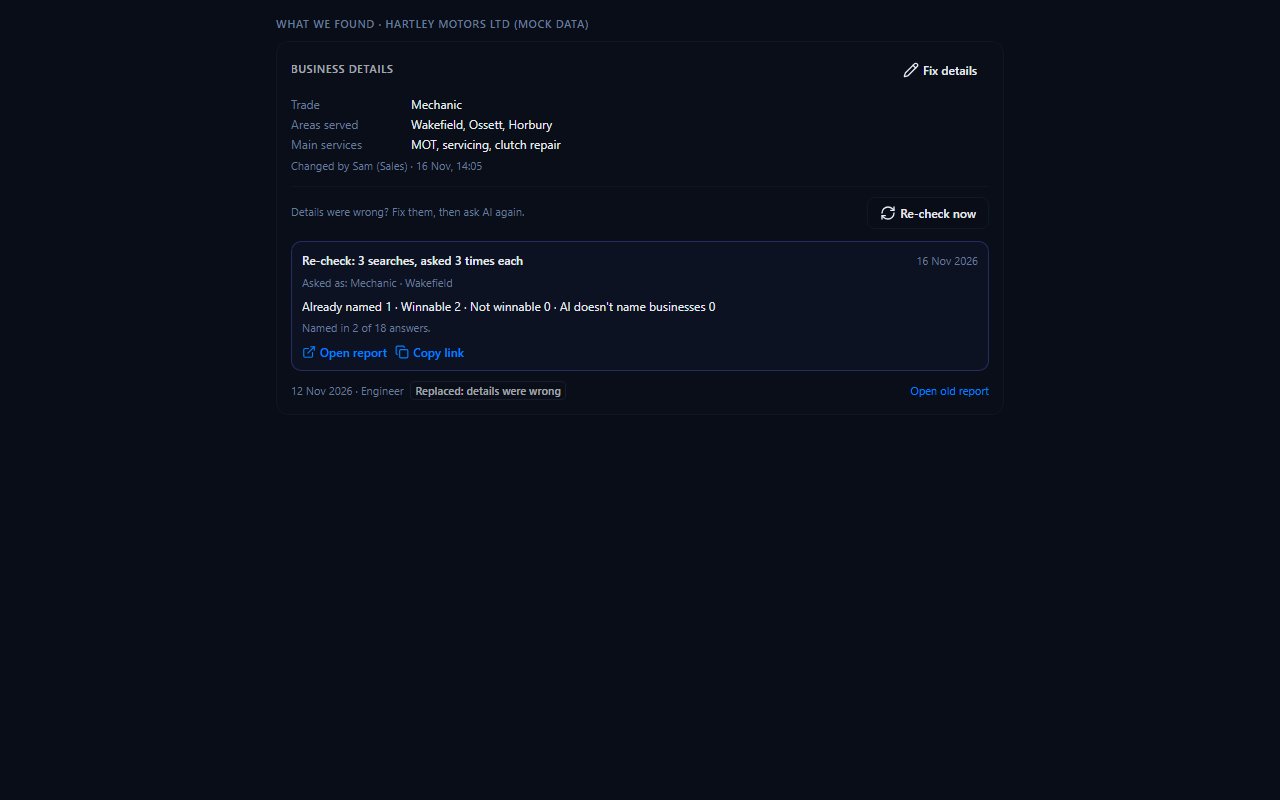 WHAT WE FOUND · HARTLEY MOTORS LTD (MOCK DATA)
BUSINESS DETAILS
Fix details
Trade Mechanic
Areas served Wakefield, Ossett, Horbury
Main services MOT, servicing, clutch repair
Changed by Sam (Sales) · 16 Nov, 14:05
Details were wrong? Fix them, then ask AI again.
Re-check now
Re-check: 3 searches, asked 3 times each 16 Nov 2026
Asked as: Mechanic · Wakefield
Already named 1 · Winnable 2 · Not winnable 0 · AI doesn't name businesses 0
Named in 2 of 18 answers.
Open report Copy link
12 Nov 2026 · Engineer Replaced: details were wrong Open old report